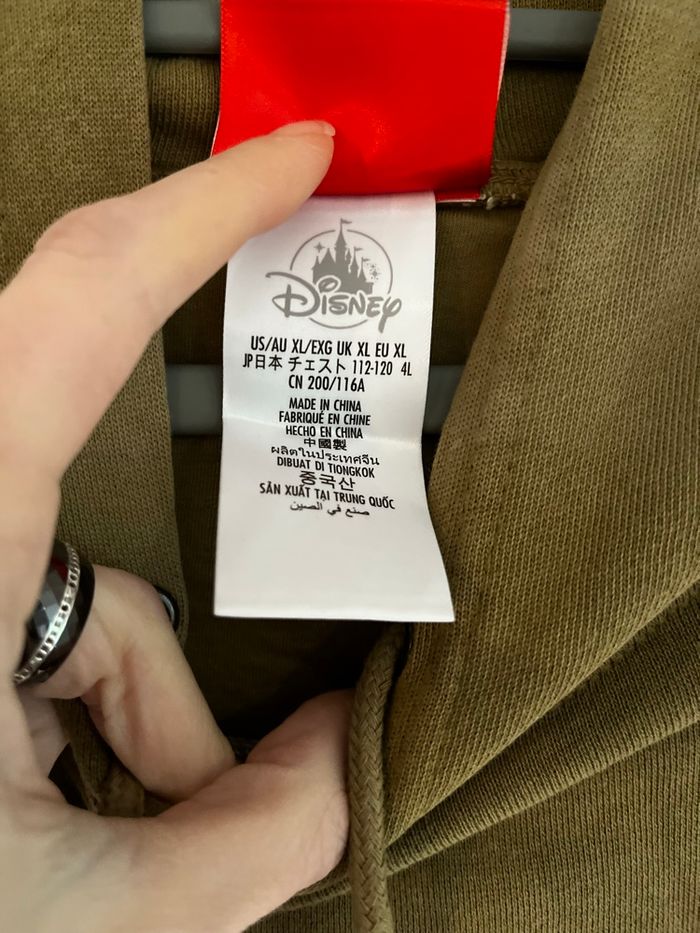 Disney
US/AU XL/EXG UK XL EU XL
JP日本 チェスト 112-120 4L
CN 200/116A
MADE IN CHINA
FABRIQUÉ EN CHINE
HECHO EN CHINA
中國製
ผลิตในประเทศจีน
DIBUAT DI TIONGKOK
중국산
SẢN XUẤT TẠI TRUNG QUỐC
صنع في الصين